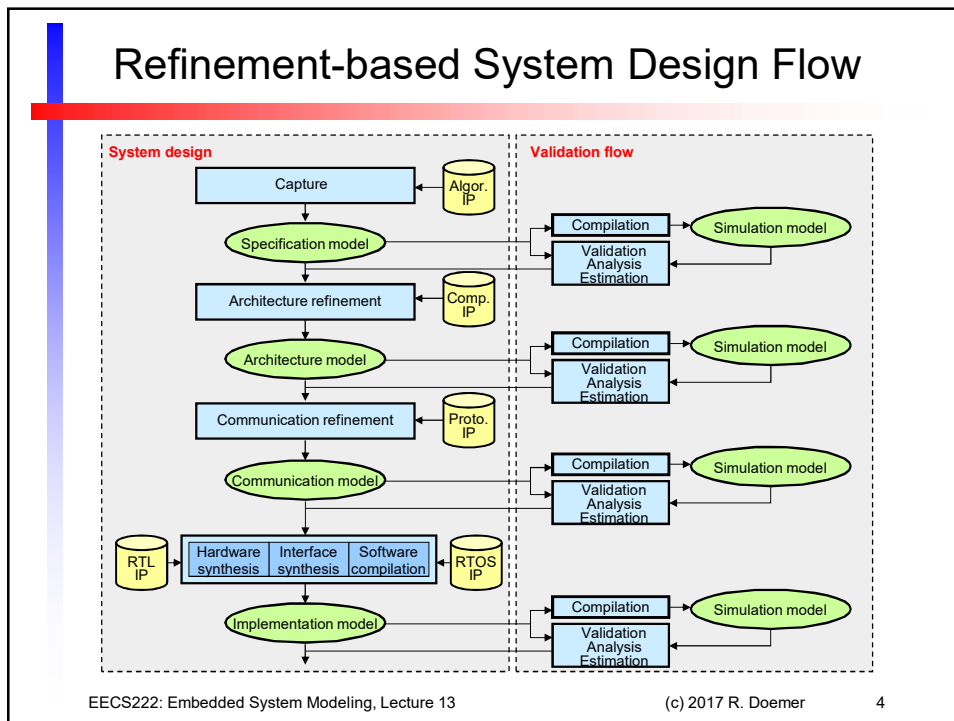 Refinement-based System Design Flow
System design
Capture
Algor.
IP
Specification model
Architecture refinement
Comp.
IP
Architecture model
Communication refinement
Proto.
IP
Communication model
RTL
IP
Hardware
synthesis
Interface
synthesis
Software
compilation
RTOS
IP
Implementation model
Validation flow
Compilation
Simulation model
Validation
Analysis
Estimation
Compilation
Simulation model
Validation
Analysis
Estimation
Compilation
Simulation model
Validation
Analysis
Estimation
Compilation
Simulation model
Validation
Analysis
Estimation
EECS222: Embedded System Modeling, Lecture 13
(c) 2017 R. Doemer
4